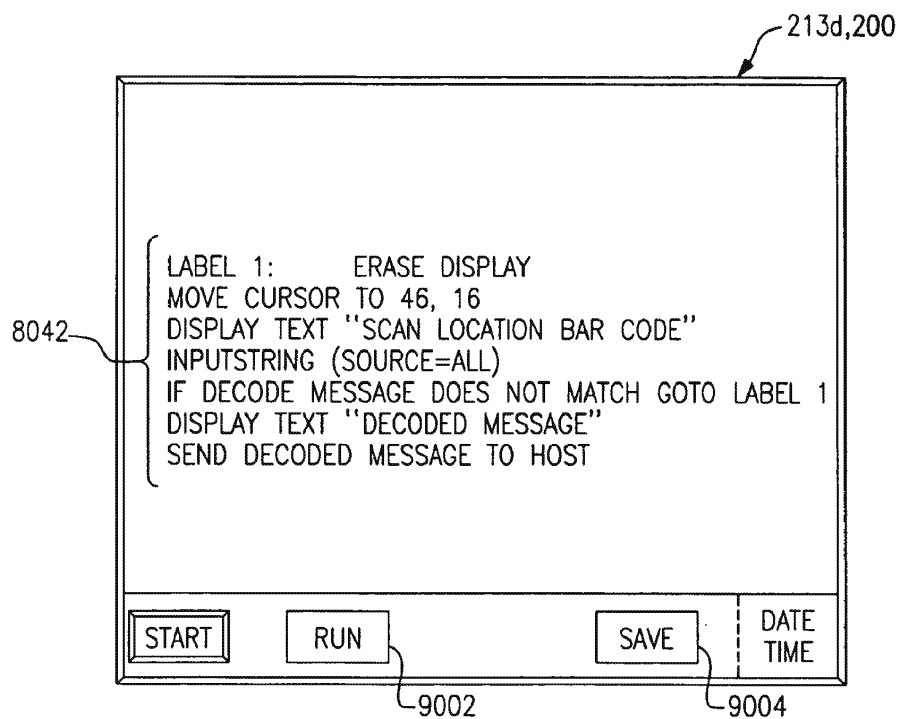 213d,200
8042
LABEL 1: ERASE DISPLAY
MOVE CURSOR TO 46, 16
DISPLAY TEXT "SCAN LOCATION BAR CODE"
INPUTSTRING (SOURCE=ALL)
IF DECODE MESSAGE DOES NOT MATCH GOTO LABEL 1
DISPLAY TEXT "DECODED MESSAGE"
SEND DECODED MESSAGE TO HOST
START RUN SAVE DATE
TIME
9002 9004